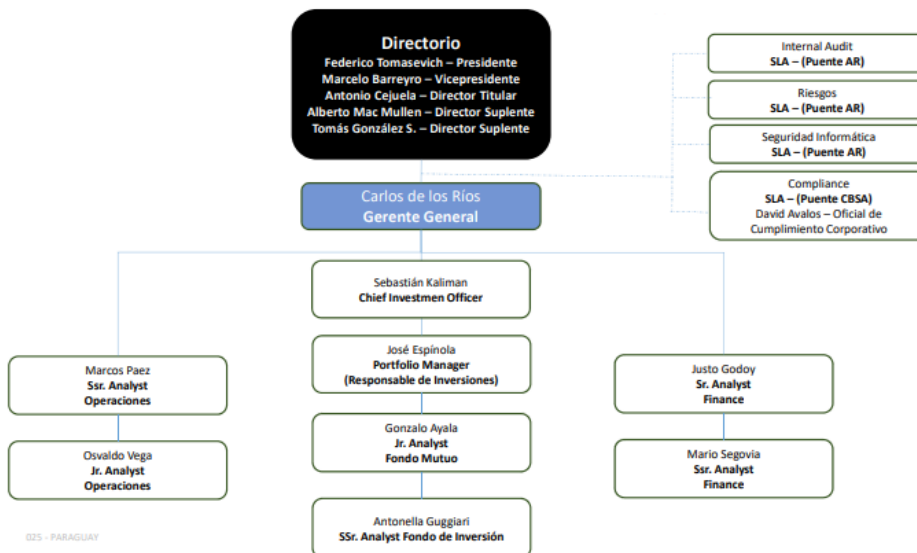 Directorio
Federico Tomasevich – Presidente
Marcelo Barreyro – Vicepresidente
Antonio Cejuela – Director Titular
Alberto Mac Mullen – Director Suplente
Tomás González S. – Director Suplente
Internal Audit
SLA – (Puente AR)
Riesgos
SLA – (Puente AR)
Seguridad Informática
SLA – (Puente AR)
Compliance
SLA – (Puente CBSA)
David Avalos – Oficial de
Cumplimiento Corporativo
Carlos de los Ríos
Gerente General
Sebastián Kaliman
Chief Investmen Officer
José Espínola
Portfolio Manager
(Responsable de Inversiones)
Gonzalo Ayala
Jr. Analyst
Fondo Mutuo
Antonella Guggiari
SSr. Analyst Fondo de Inversión
Marcos Paez
Ssr. Analyst
Operaciones
Osvaldo Vega
Jr. Analyst
Operaciones
Justo Godoy
Sr. Analyst
Finance
Mario Segovia
Ssr. Analyst
Finance
025 - PARAGUAY